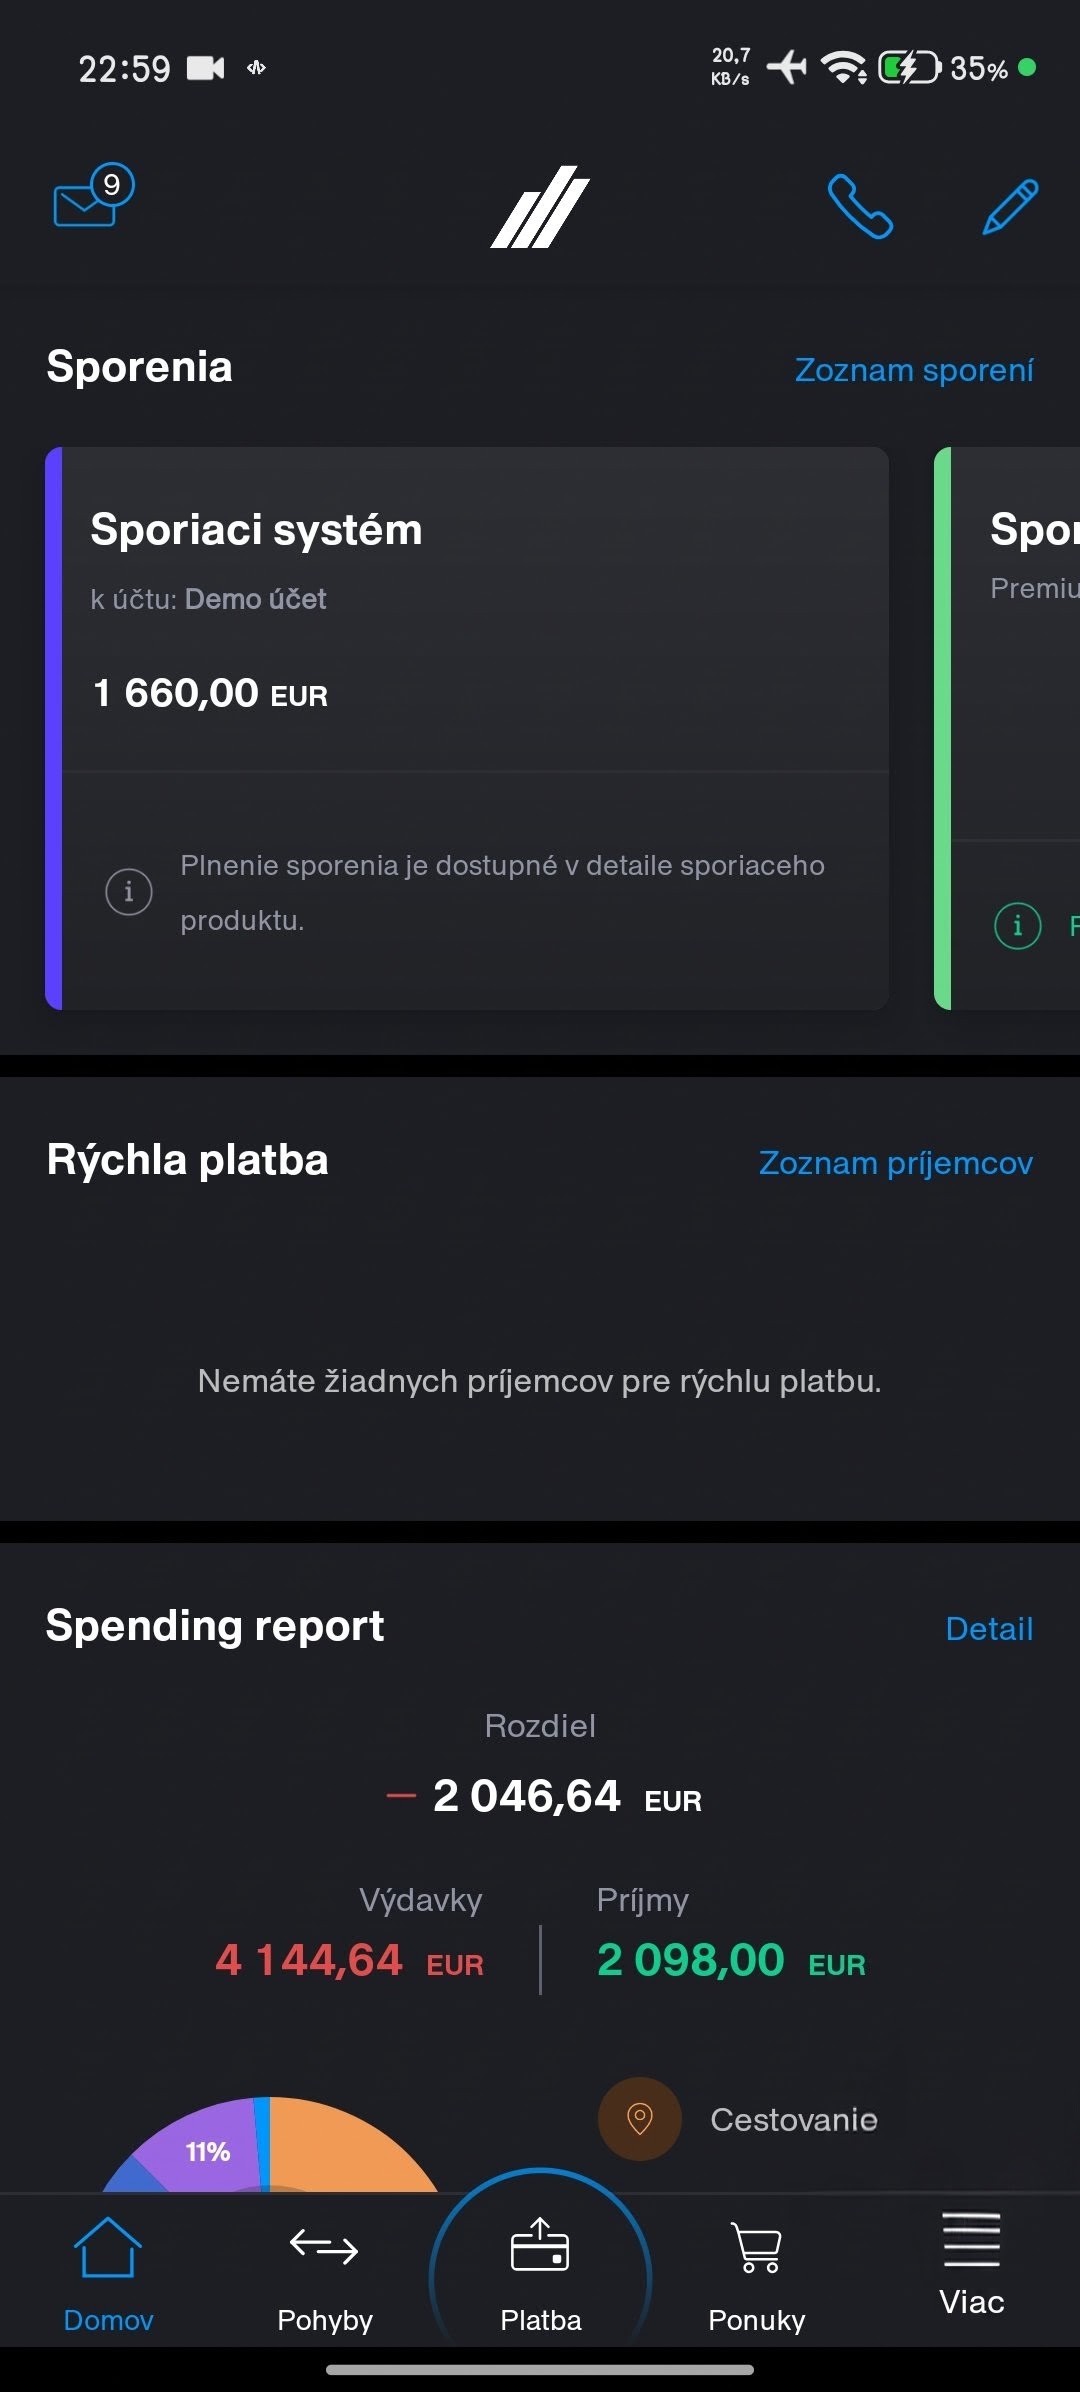 22:59
20,7
KB/s
35%
9
Sporenia
Zoznam sporení
Sporiaci systém
k účtu: Demo účet
1 660,00 EUR
Plnenie sporenia je dostupné v detaile sporiaceho
produktu.
Spor
Premiu
Rýchla platba
Zoznam príjemcov
Nemáte žiadnych príjemcov pre rýchlu platbu.
Spending report
Detail
Rozdiel
− 2 046,64 EUR
Výdavky
4 144,64 EUR
Príjmy
2 098,00 EUR
11%
Cestovanie
Domov
Pohyby
Platba
Ponuky
Viac